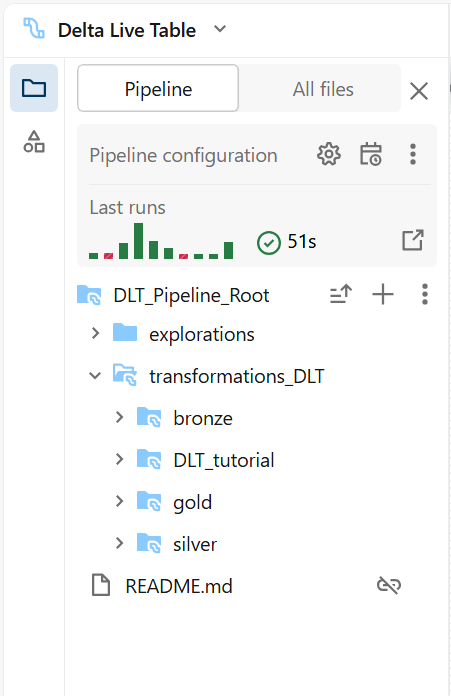 Delta Live Table
Pipeline
All files
Pipeline configuration
Last runs
51s
DLT_Pipeline_Root
explorations
transformations_DLT
bronze
DLT_tutorial
gold
silver
README.md